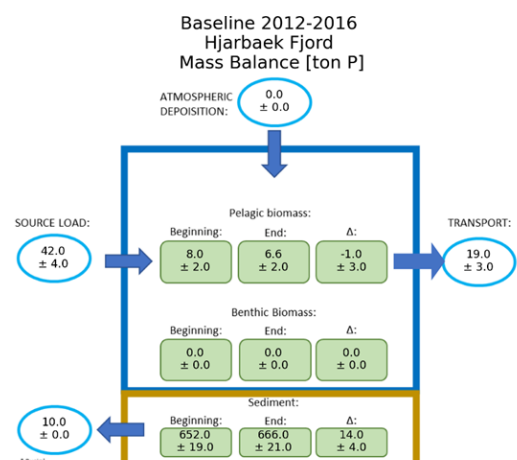 Baseline 2012-2016
Hjarbaek Fjord
Mass Balance [ton P]
ATMOSPHERIC
DEPOISITION:
0.0
± 0.0
SOURCE LOAD:
42.0
± 4.0
Pelagic biomass:
Beginning: End: Δ:
8.0 6.6 -1.0
± 2.0 ± 2.0 ± 3.0
TRANSPORT:
19.0
± 3.0
Benthic Biomass:
Beginning: End: Δ:
0.0 0.0 0.0
± 0.0 ± 0.0 ± 0.0
Sediment:
Beginning: End: Δ:
652.0 666.0 14.0
± 19.0 ± 21.0 ± 4.0
10.0
± 0.0